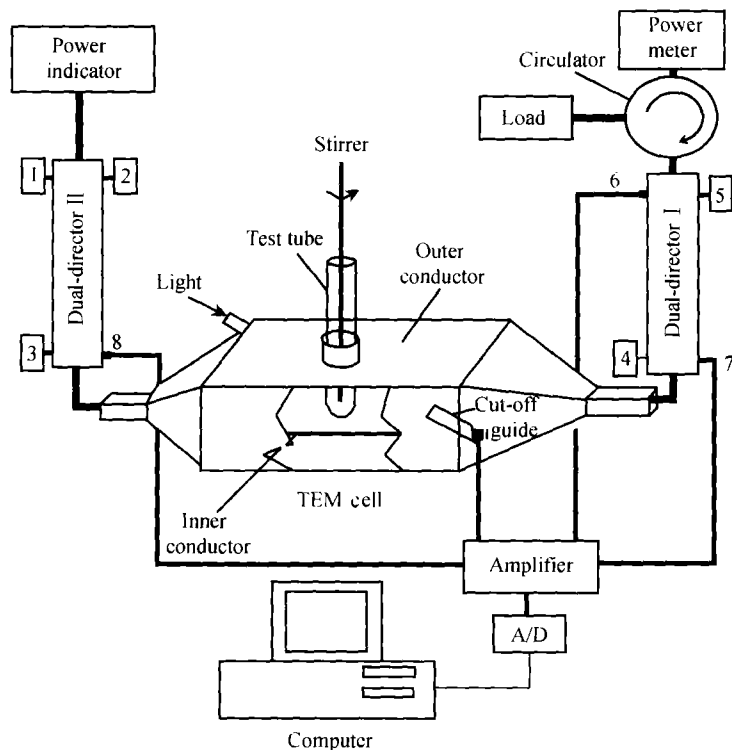 Power
indicator
Power
meter
Circulator
Load
Stirrer
1
2
6
5
Dual-director II
Dual-director I
Test tube
Outer
conductor
Light
3
8
4
7
Cut-off
guide
TEM cell
Inner
conductor
Amplifier
A/D
Computer